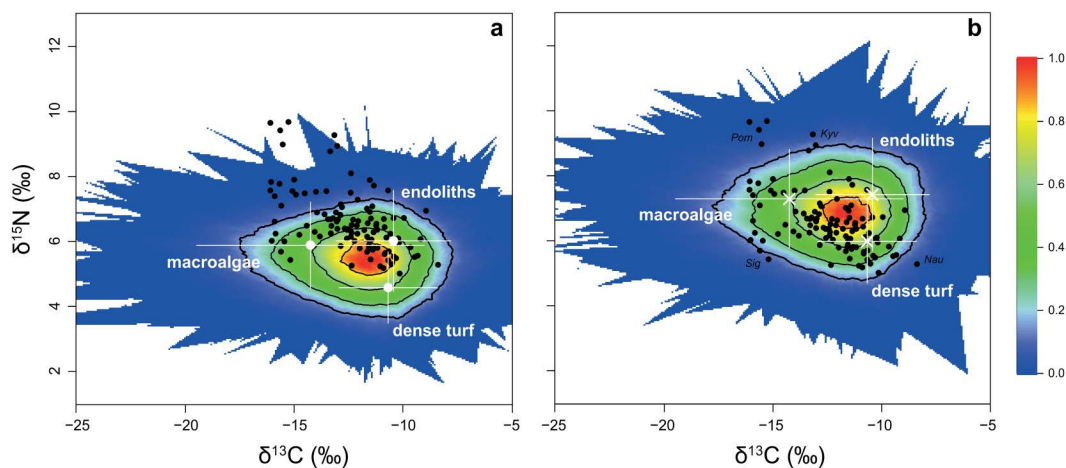 a
12
10
8
6
4
2
δ¹⁵N (‰)
endoliths
macroalgae
dense turf
−25
−20
−15
−10
−5
δ¹³C (‰)
b
Pom
Kyv
endoliths
macroalgae
Sig
Nau
dense turf
−25
−20
−15
−10
−5
δ¹³C (‰)
1.0
0.8
0.6
0.4
0.2
0.0